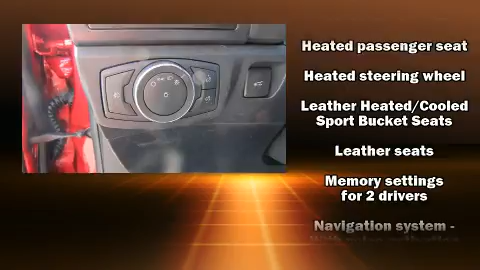 Heated passenger seat
Heated steering wheel
Leather Heated/Cooled
Sport Bucket Seats
Leather seats
Memory settings
for 2 drivers
Navigation system -